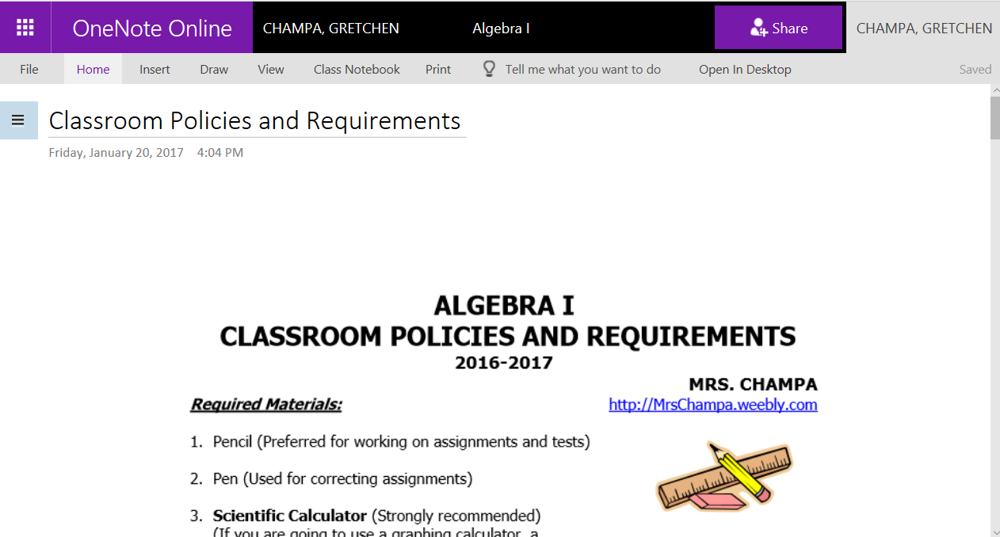 OneNote Online CHAMPA, GRETCHEN Algebra I Share CHAMPA, GRETCHEN
File Home Insert Draw View Class Notebook Print Tell me what you want to do Open In Desktop Saved
Classroom Policies and Requirements
Friday, January 20, 2017 4:04 PM
ALGEBRA I
CLASSROOM POLICIES AND REQUIREMENTS
2016-2017
MRS. CHAMPA
Required Materials: http://MrsChampa.weebly.com
1. Pencil (Preferred for working on assignments and tests)
2. Pen (Used for correcting assignments)
3. Scientific Calculator (Strongly recommended)
(If you are going to use a graphing calculator, a